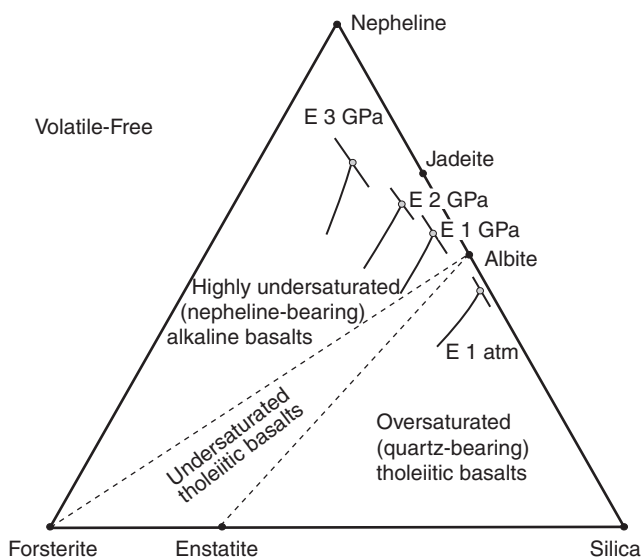 Nepheline
Volatile-Free
E 3 GPa
Jadeite
E 2 GPa
E 1 GPa
Albite
Highly undersaturated
(nepheline-bearing)
alkaline basalts
E 1 atm
Undersaturated
tholeiitic basalts
Oversaturated
(quartz-bearing)
tholeiitic basalts
Forsterite
Enstatite
Silica